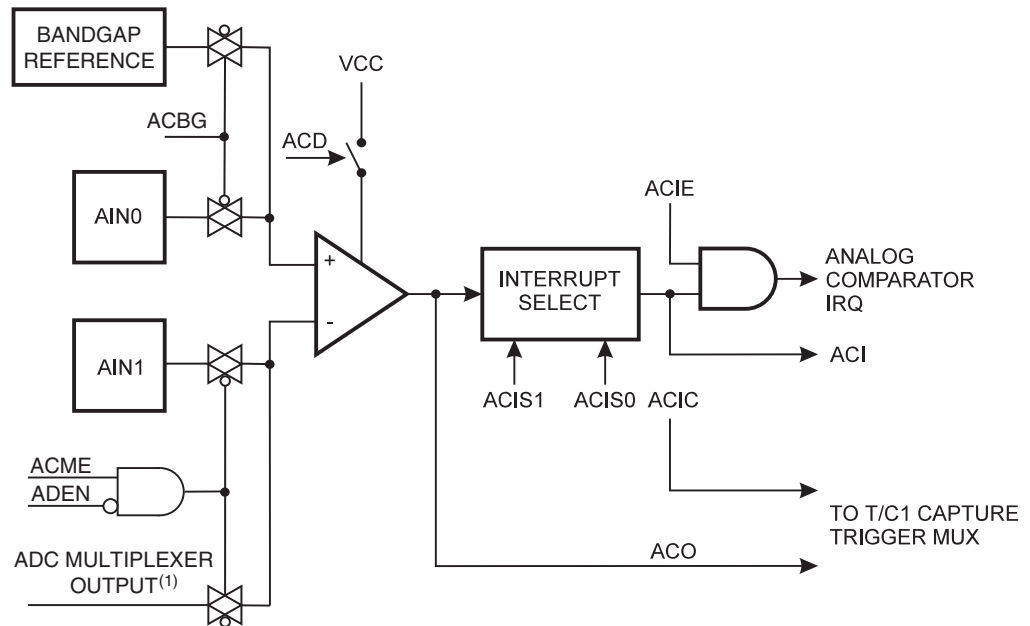 BANDGAP
REFERENCE
VCC
ACBG
ACD
ACIE
AIN0
+
-
INTERRUPT
SELECT
ANALOG
COMPARATOR
IRQ
AIN1
ACI
ACIS1
ACIS0
ACIC
ACME
ADEN
TO T/C1 CAPTURE
TRIGGER MUX
ADC MULTIPLEXER
OUTPUT(1)
ACO